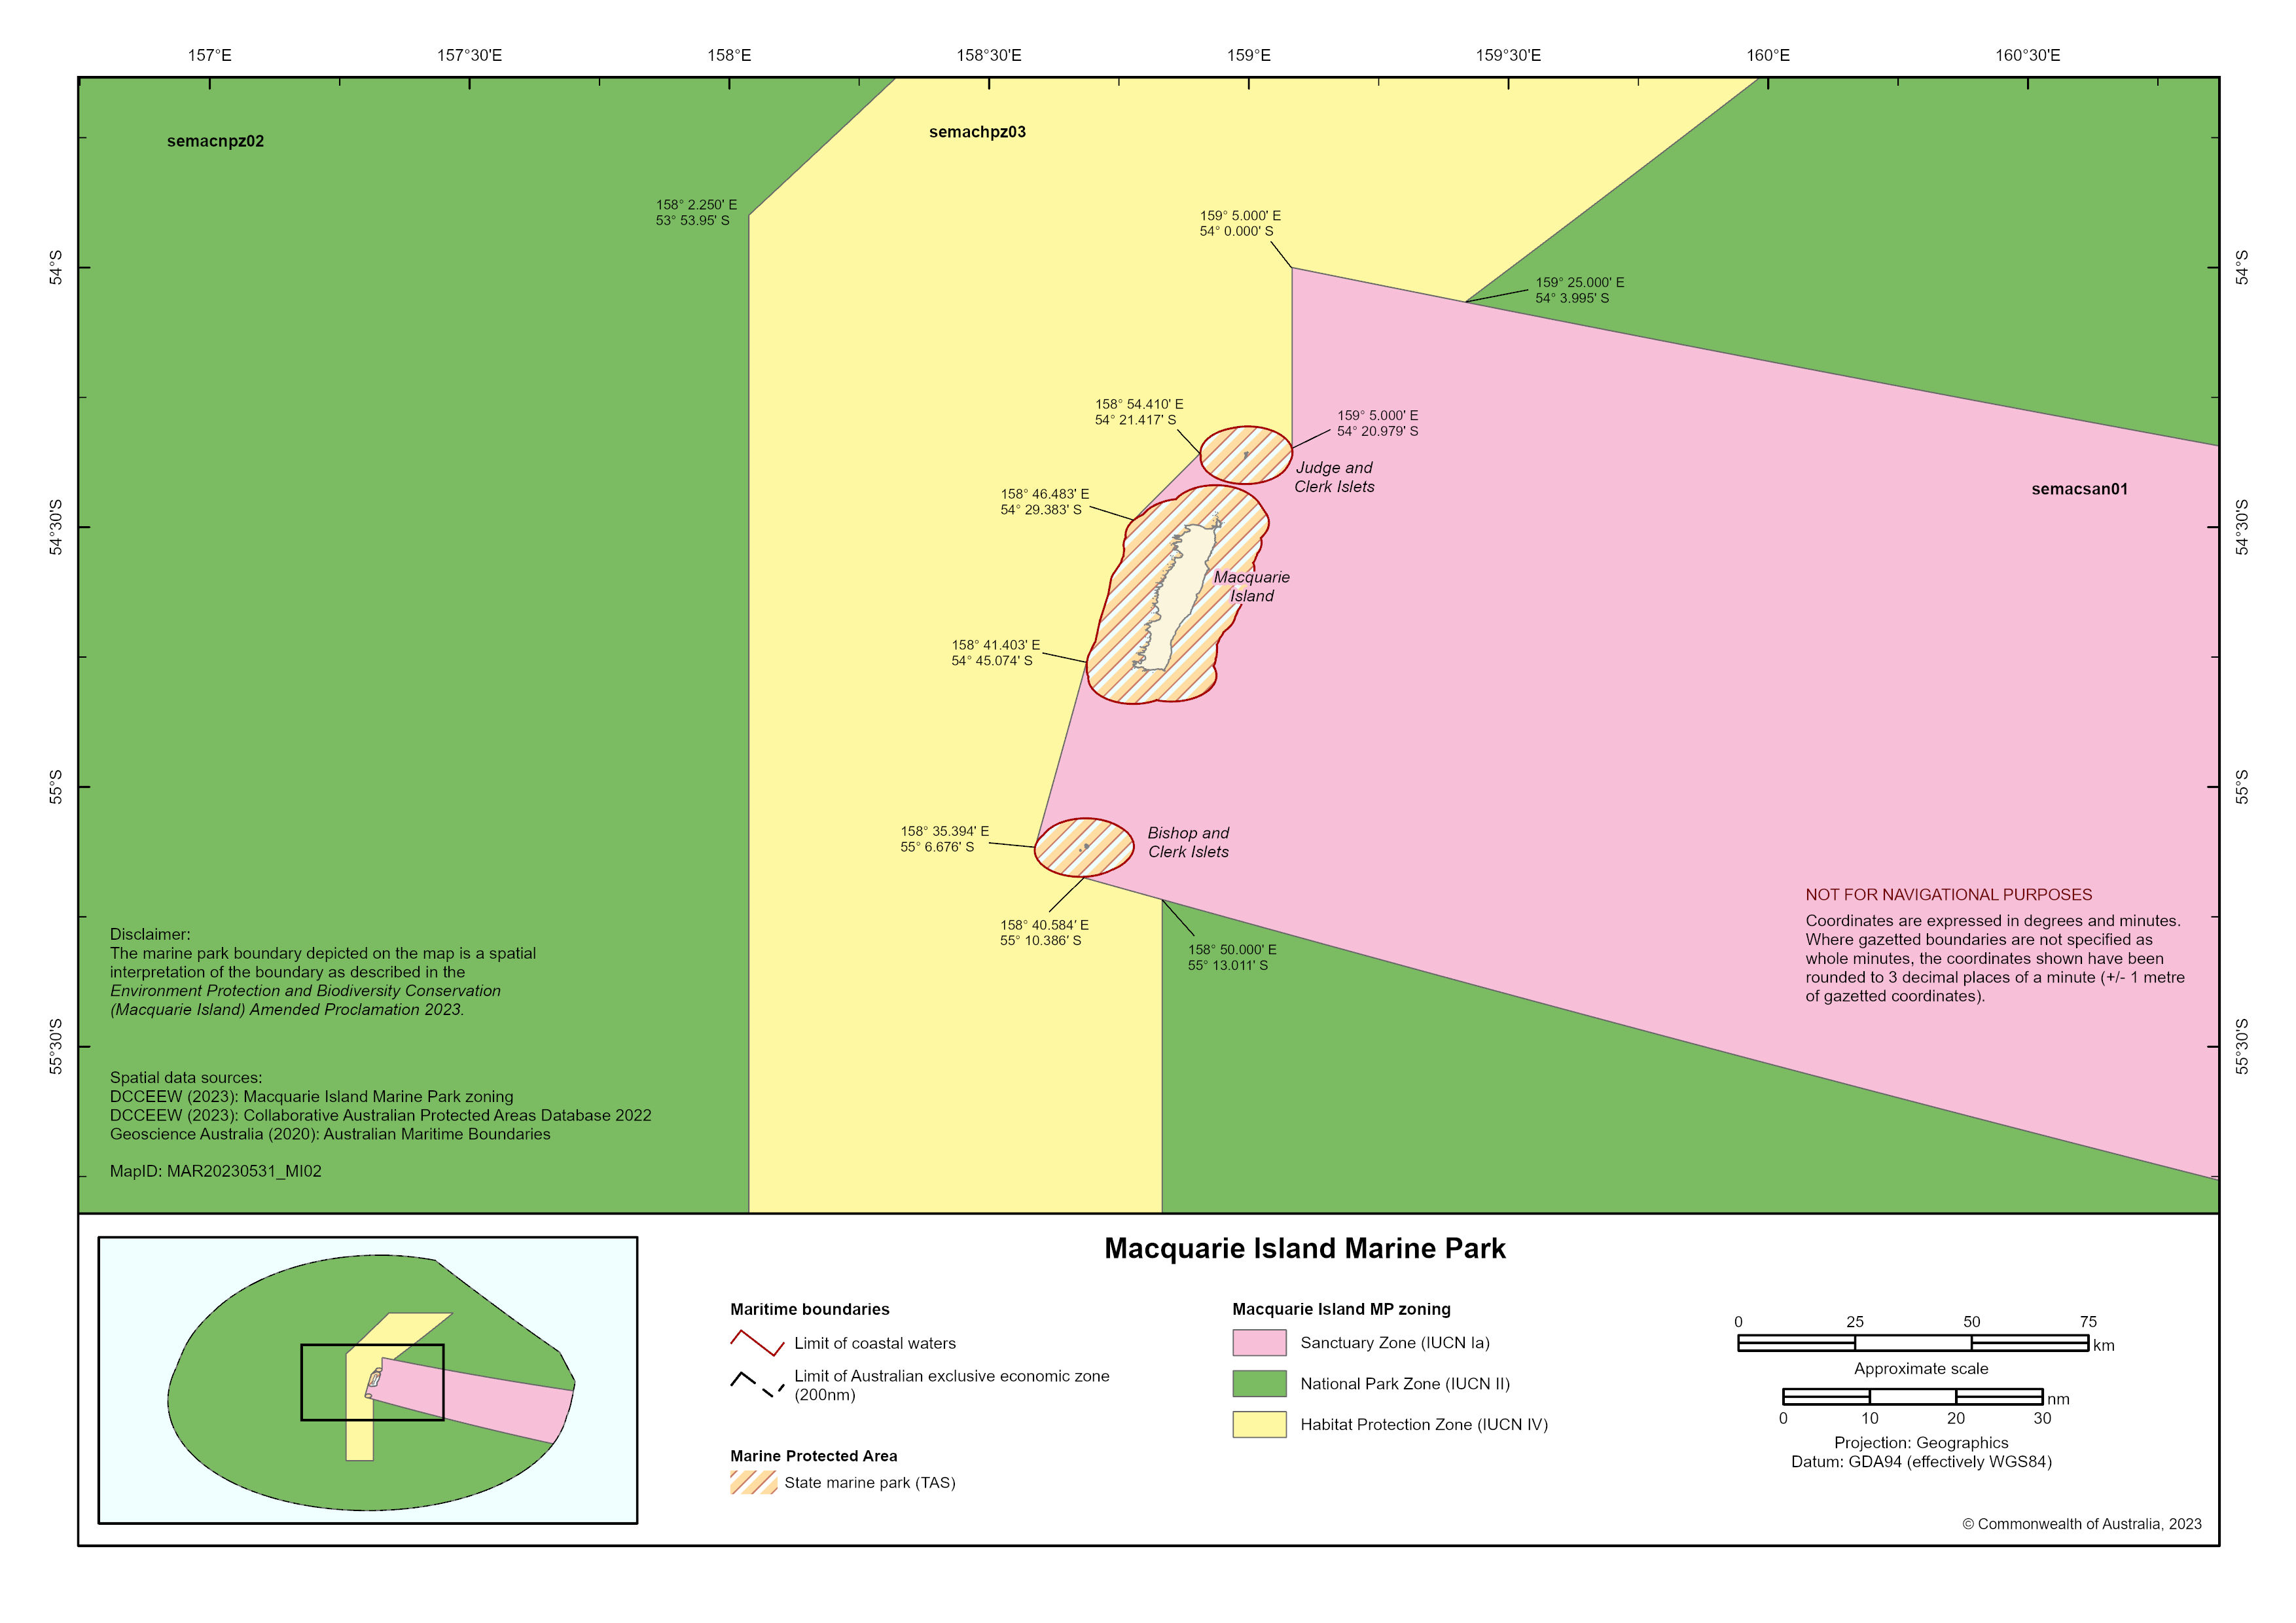 157°E 157°30'E 158°E 158°30'E 159°E 159°30'E 160°E 160°30'E
semacnpz02
semachpz03
158° 2.250' E
53° 53.95' S
159° 5.000' E
54° 0.000' S
54°S
54°S
159° 25.000' E
54° 3.995' S
158° 54.410' E
54° 21.417' S
159° 5.000' E
54° 20.979' S
Judge and
Clerk Islets
semacsan01
158° 46.483' E
54° 29.383' S
54°30'S
54°30'S
Macquarie
Island
158° 41.403' E
54° 45.074' S
55°S
55°S
158° 35.394' E
55° 6.676' S
Bishop and
Clerk Islets
158° 40.584' E
55° 10.386' S
158° 50.000' E
55° 13.011' S
NOT FOR NAVIGATIONAL PURPOSES
Coordinates are expressed in degrees and minutes.
Where gazetted boundaries are not specified as
whole minutes, the coordinates shown have been
rounded to 3 decimal places of a minute (+/- 1 metre
of gazetted coordinates).
Disclaimer:
The marine park boundary depicted on the map is a spatial
interpretation of the boundary as described in the
Environment Protection and Biodiversity Conservation
(Macquarie Island) Amended Proclamation 2023.
55°30'S
55°30'S
Spatial data sources:
DCCEEW (2023): Macquarie Island Marine Park zoning
DCCEEW (2023): Collaborative Australian Protected Areas Database 2022
Geoscience Australia (2020): Australian Maritime Boundaries
MapID: MAR20230531_MI02
Macquarie Island Marine Park
Maritime boundaries
Limit of coastal waters
Limit of Australian exclusive economic zone
(200nm)
Marine Protected Area
State marine park (TAS)
Macquarie Island MP zoning
Sanctuary Zone (IUCN Ia)
National Park Zone (IUCN II)
Habitat Protection Zone (IUCN IV)
0 25 50 75
km
Approximate scale
nm
0 10 20 30
Projection: Geographics
Datum: GDA94 (effectively WGS84)
© Commonwealth of Australia, 2023